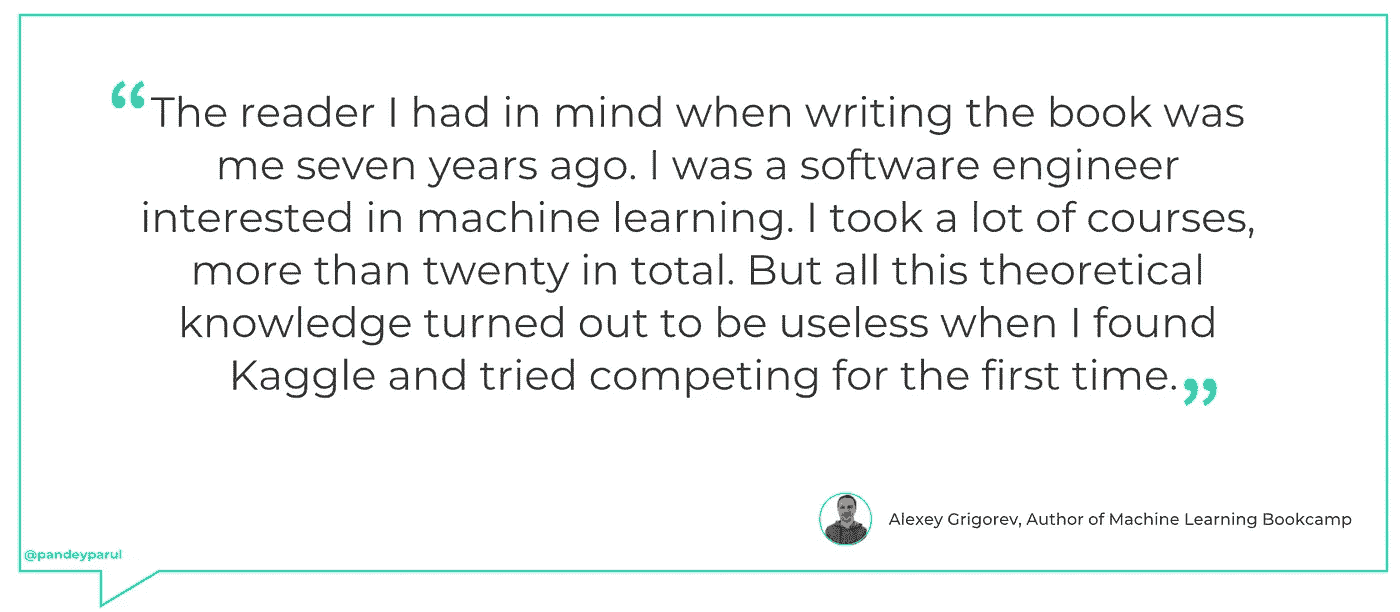 “The reader I had in mind when writing the book was
me seven years ago. I was a software engineer
interested in machine learning. I took a lot of courses,
more than twenty in total. But all this theoretical
knowledge turned out to be useless when I found
Kaggle and tried competing for the first time.”
Alexey Grigorev, Author of Machine Learning Bookcamp
@pandeyparul